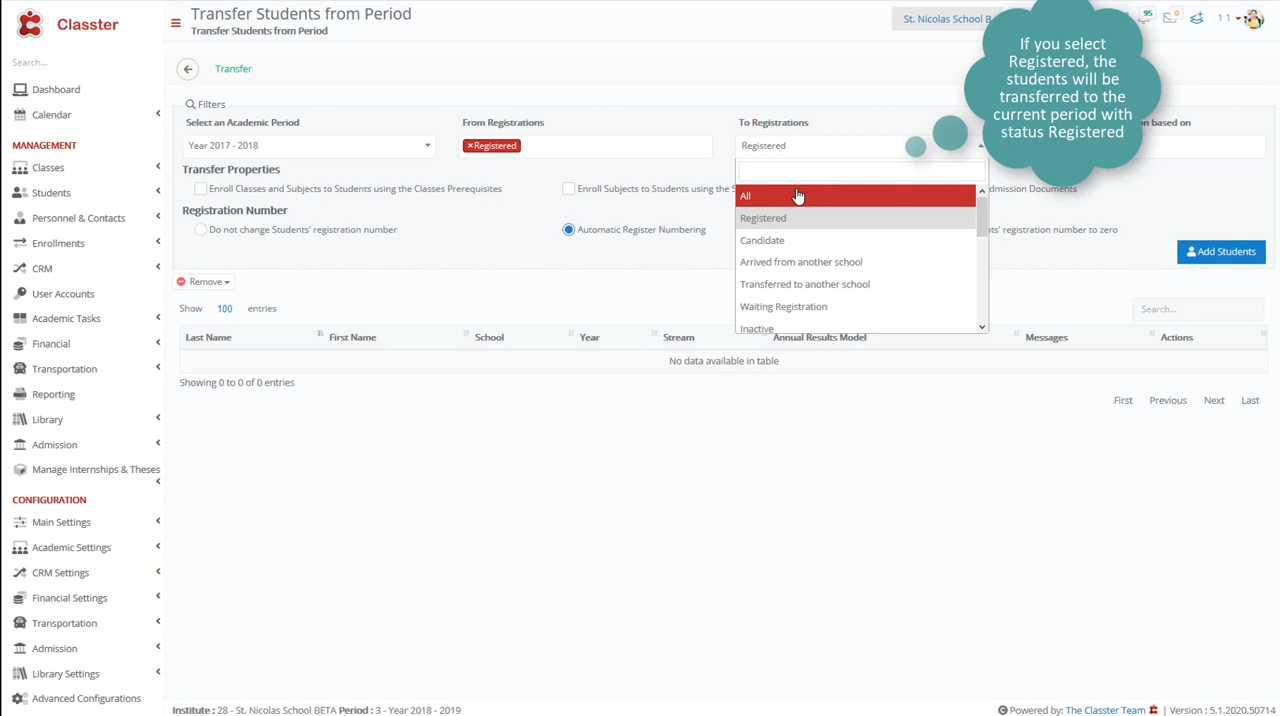 Classter
Transfer Students from Period
Transfer Students from Period
St. Nicolas School B
95
0
1 1
If you select
Registered, the
students will be
transferred to the
current period with
status Registered
Search...
Transfer
Dashboard
Calendar
MANAGEMENT
Classes
Students
Personnel & Contacts
Enrollments
CRM
User Accounts
Academic Tasks
Financial
Transportation
Reporting
Library
Admission
Manage Internships & Theses
CONFIGURATION
Main Settings
Academic Settings
CRM Settings
Financial Settings
Transportation
Admission
Library Settings
Advanced Configurations
Filters
Select an Academic Period
From Registrations
To Registrations
on based on
Year 2017 - 2018
×Registered
Registered
Transfer Properties
Enroll Classes and Subjects to Students using the Classes Prerequisites
Enroll Subjects to Students using the S
dmission Documents
Registration Number
Do not change Students' registration number
Automatic Register Numbering
ts' registration number to zero
All
Registered
Candidate
Arrived from another school
Transferred to another school
Waiting Registration
Inactive
Add Students
Remove
Show 100 entries
Search...
Last Name
First Name
School
Year
Stream
Annual Results Model
Messages
Actions
No data available in table
Showing 0 to 0 of 0 entries
First
Previous
Next
Last
Institute : 28 - St. Nicolas School BETA Period : 3 - Year 2018 - 2019
Powered by: The Classter Team | Version : 5.1.2020.50714